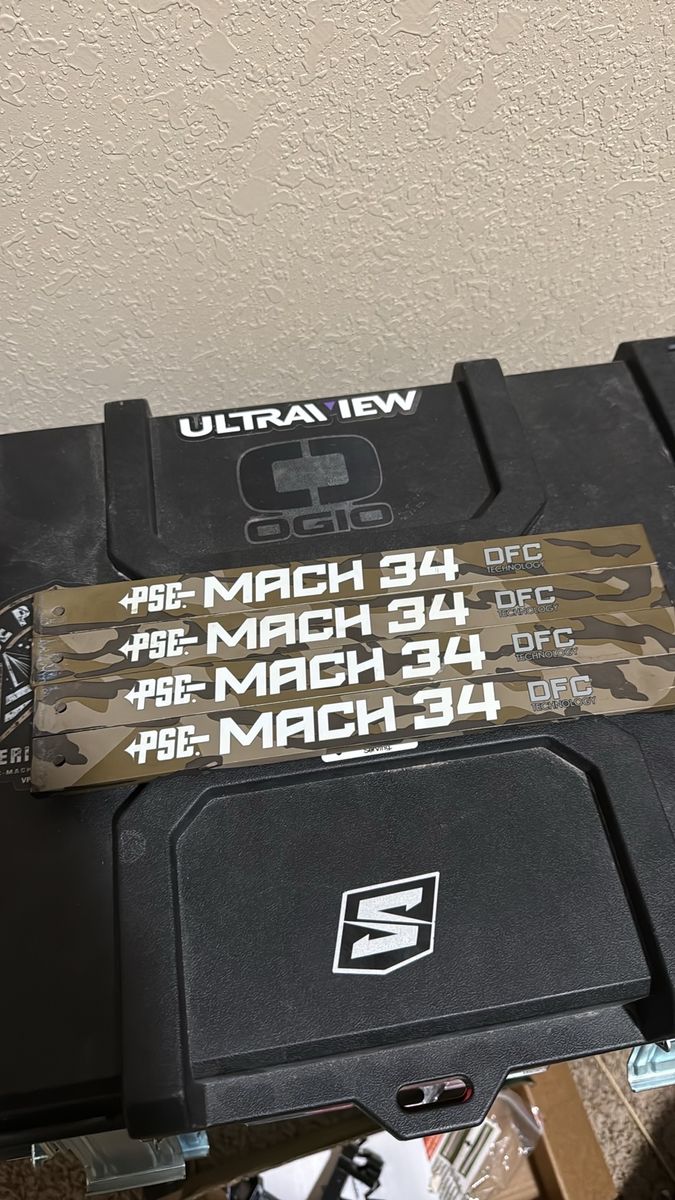 ULTRAVIEW
OGIO
PSE MACH 34 DFC TECHNOLOGY
PSE MACH 34 DFC TECHNOLOGY
PSE MACH 34 DFC TECHNOLOGY
PSE MACH 34 DFC TECHNOLOGY
Serving
S